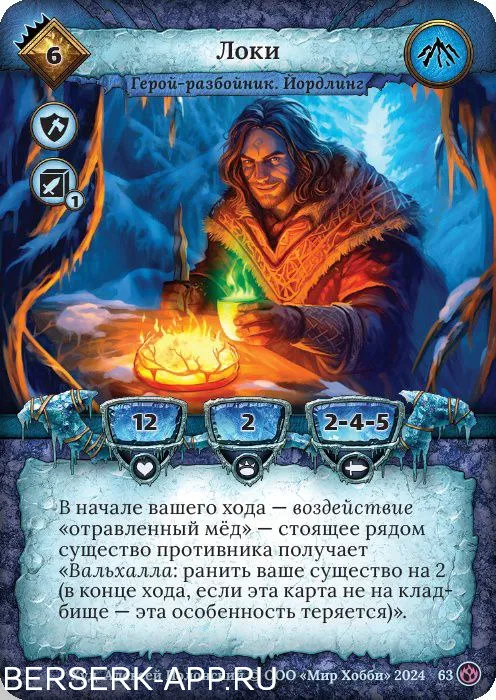 6
Локи
Герой-разбойник. Йордлинг
1
12
2
2-4-5
В начале вашего хода — воздействие
«отравленный мёд» — стоящее рядом
существо противника получает
«Вальхалла: ранить ваше существо на 2
(в конце хода, если эта карта не на клад-
бище — эта особенность теряется)».
ООО «Мир Хобби» 2024 63
BERSERK-APP.RU